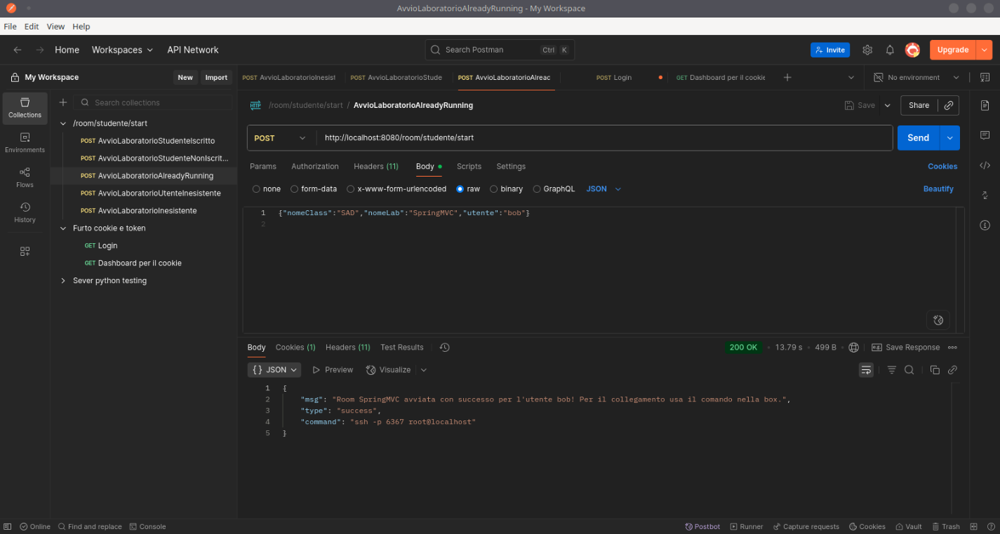 AvvioLaboratorioAlreadyRunning - My Workspace
File Edit View Help
Home Workspaces API Network Search Postman Ctrl K Invite Upgrade
My Workspace New Import
POST AvvioLaboratorioInesist POST AvvioLaboratorioStude POST AvvioLaboratorioAlreac POST Login GET Dashboard per il cookie No environment
Collections
Environments
Flows
History
Search collections
/room/studente/start
POST AvvioLaboratorioStudenteIscritto
POST AvvioLaboratorioStudenteNonIscrit...
POST AvvioLaboratorioAlreadyRunning
POST AvvioLaboratorioUtenteInesistente
POST AvvioLaboratorioInesistente
Furto cookie e token
GET Login
GET Dashboard per il cookie
Sever python testing
HTTP /room/studente/start / AvvioLaboratorioAlreadyRunning Save Share
POST http://localhost:8080/room/studente/start Send
Params Authorization Headers (11) Body Scripts Settings Cookies
none form-data x-www-form-urlencoded raw binary GraphQL JSON Beautify
1 {"nomeClass":"SAD","nomeLab":"SpringMVC","utente":"bob"}
2
Body Cookies (1) Headers (11) Test Results 200 OK • 13.79 s • 499 B e.g. Save Response
{} JSON Preview Visualize
1 {
2 "msg": "Room SpringMVC avviata con successo per l'utente bob! Per il collegamento usa il comando nella box.",
3 "type": "success",
4 "command": "ssh -p 6367 root@localhost"
5 }
Online Find and replace Console Postbot Runner Capture requests Cookies Vault Trash